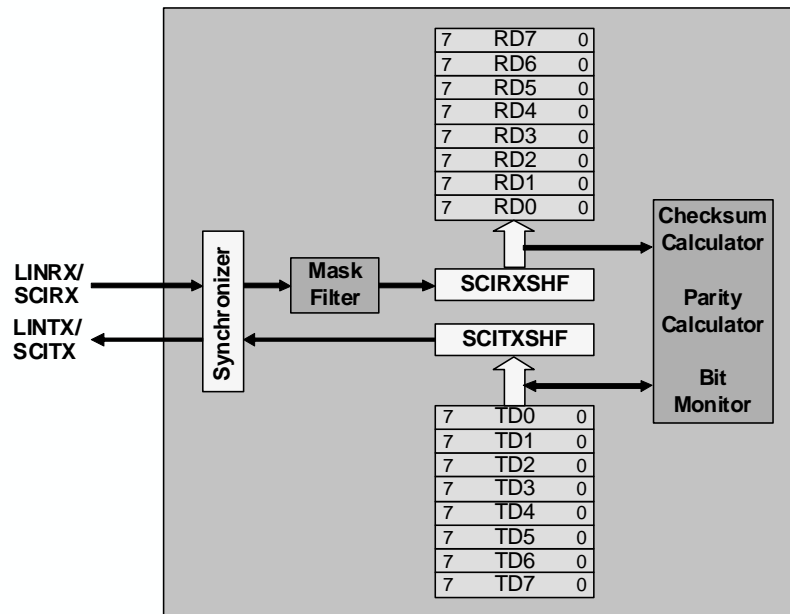 7 RD7 0
7 RD6 0
7 RD5 0
7 RD4 0
7 RD3 0
7 RD2 0
7 RD1 0
7 RD0 0
LINRX/
SCIRX
LINTX/
SCITX
Synchronizer
Mask
Filter
SCIRXSHF
SCITXSHF
Checksum
Calculator
Parity
Calculator
Bit
Monitor
7 TD0 0
7 TD1 0
7 TD2 0
7 TD3 0
7 TD4 0
7 TD5 0
7 TD6 0
7 TD7 0